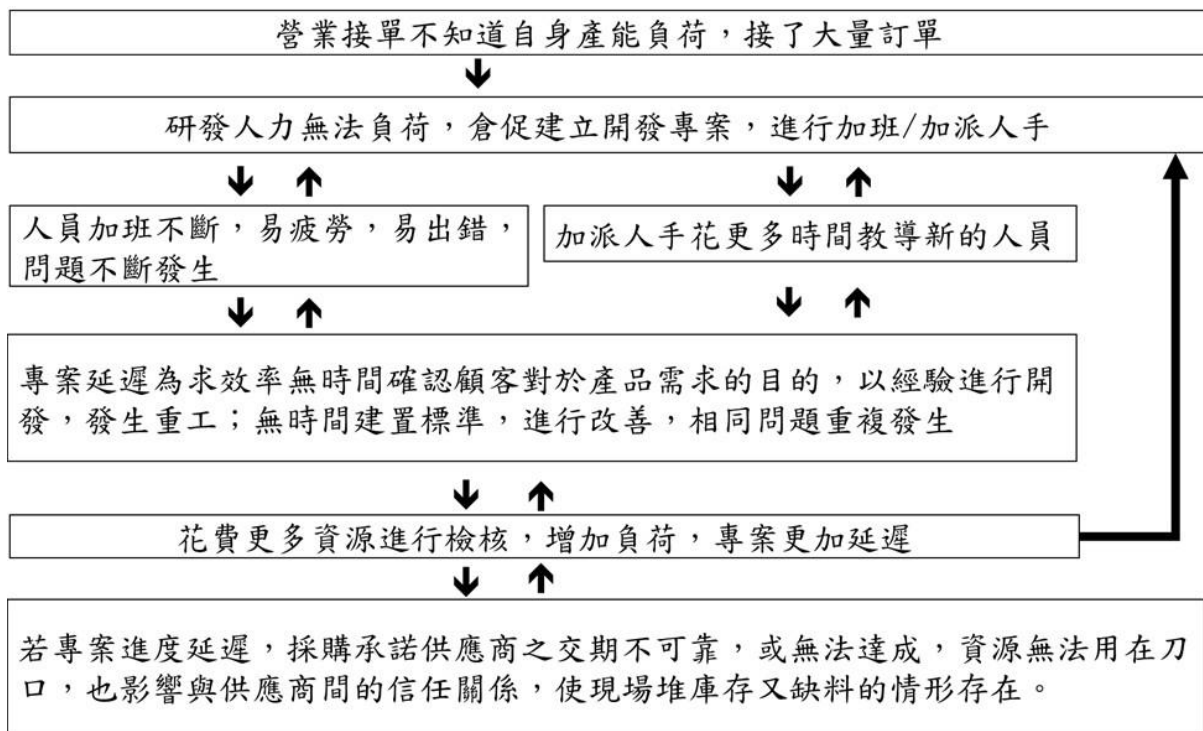 營業接單不知道自身產能負荷，接了大量訂單
研發人力無法負荷，倉促建立開發專案，進行加班/加派人手
人員加班不斷，易疲勞，易出錯，
問題不斷發生
加派人手花更多時間教導新的人員
專案延遲為求效率無時間確認顧客對於產品需求的目的，以經驗進行開
發，發生重工；無時間建置標準，進行改善，相同問題重複發生
花費更多資源進行檢核，增加負荷，專案更加延遲
若專案進度延遲，採購承諾供應商之交期不可靠，或無法達成，資源無法用在刀
口，也影響與供應商間的信任關係，使現場堆庫存又缺料的情形存在。